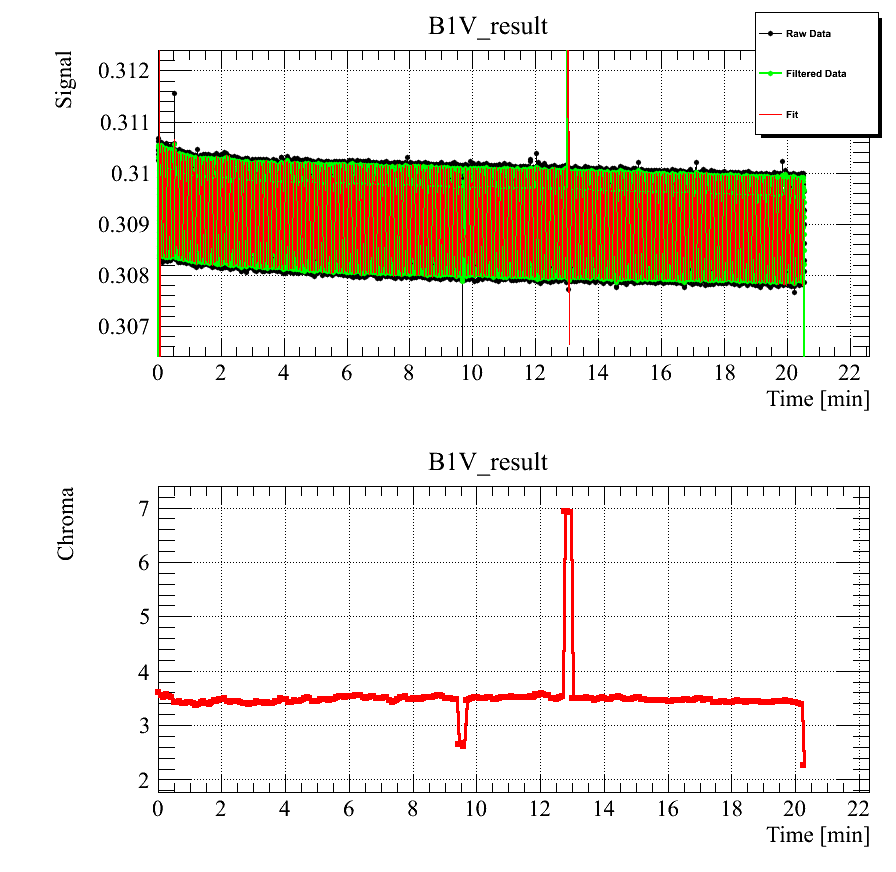 B1V_result
Raw Data
Filtered Data
Fit
Signal
0.312
0.311
0.31
0.309
0.308
0.307
0 2 4 6 8 10 12 14 16 18 20 22
Time [min]
B1V_result
Chroma
7
6
5
4
3
2
0 2 4 6 8 10 12 14 16 18 20 22
Time [min]